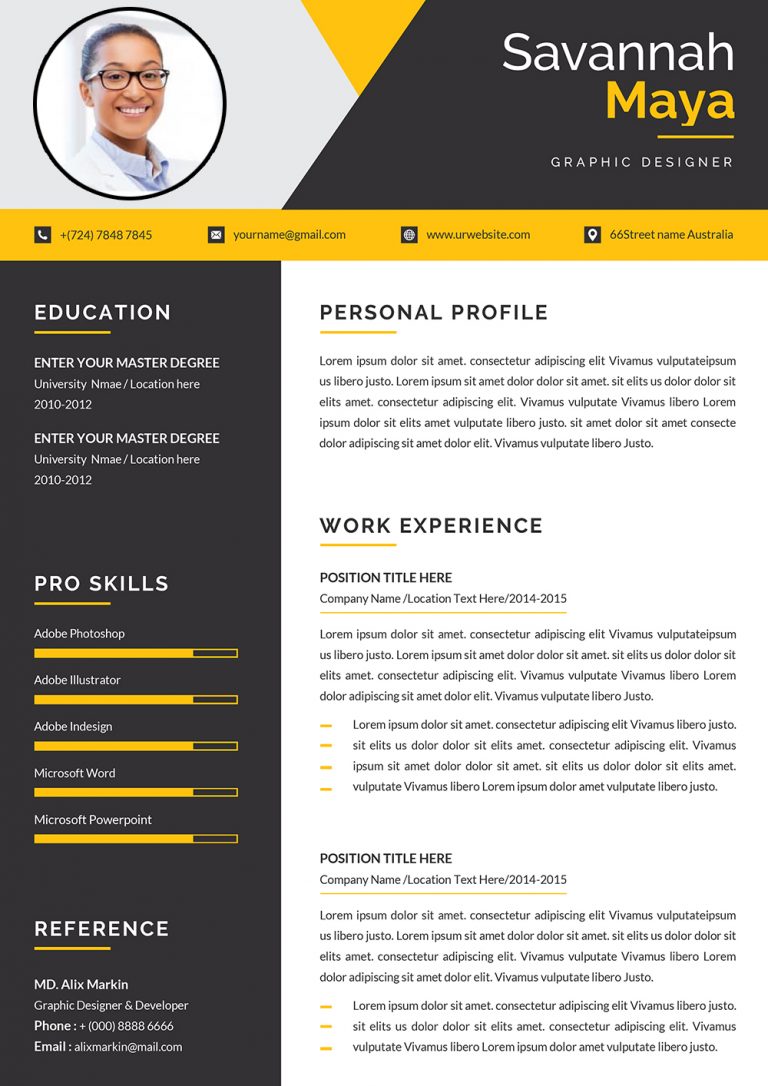 Savannah
Maya
GRAPHIC DESIGNER
+(724) 7848 7845
yourname@gmail.com
www.urwebsite.com
66Street name Australia
EDUCATION
ENTER YOUR MASTER DEGREE
University Nmae / Location here
2010-2012
ENTER YOUR MASTER DEGREE
University Nmae / Location here
2010-2012
PRO SKILLS
Adobe Photoshop
Adobe Illustrator
Adobe Indesign
Microsoft Word
Microsoft Powerpoint
REFERENCE
MD. Alix Markin
Graphic Designer & Developer
Phone : + (000) 8888 6666
Email : alixmarkin@mail.com
PERSONAL PROFILE
Lorem ipsum dolor sit amet. consectetur adipiscing elit Vivamus vulputateipsum
us libero justo. Lorem ipsum sit amet dolor dolor sit amet. sit elits us dolor dolor sit
elits amet. consectetur adipiscing elit Vivamus vulputate Vivamus libero Lorem
ipsum dolor sit elits amet vulputate libero justo. sit elits us dolor sit amet consecte
dolor adipiscing sit amet dolor elit. Vivamus vulputate libero Justo.
WORK EXPERIENCE
POSITION TITLE HERE
Company Name /Location Text Here/2014-2015
Lorem ipsum dolor sit amet. consectetur adipiscing elit Vivamus vulputateipsum
us libero justo. Lorem ipsum sit amet dolor dolor sit amet. sit elits us dolor dolor sit
elits amet. consectetur adipiscing elit Vivamus vulputate Vivamus libero Lorem
dolor adipiscing sit amet dolor elit. Vivamus vulputate libero Justo.
Lorem ipsum dolor sit amet. consectetur adipiscing elit Vivamus libero justo.
sit elits us dolor dolor sit elits amet. consectetur adipiscing elit Vivamus.
ipsum sit amet dolor sit amet. sit elits us dolor dolor sit elits amet.
vulputate Vivamus libero Lorem ipsum dolor sit elits vulputate libero justo.
POSITION TITLE HERE
Company Name /Location Text Here/2014-2015
Lorem ipsum dolor sit amet. consectetur adipiscing elit Vivamus vulputateipsum
us libero justo. Lorem ipsum sit amet dolor dolor sit amet. sit elits us dolor dolor sit
elits amet. consectetur adipiscing elit Vivamus vulputate Vivamus libero Lorem
dolor adipiscing sit amet dolor elit. Vivamus vulputate libero Justo.
Lorem ipsum dolor sit amet. consectetur adipiscing elit Vivamus libero justo.
sit elits us dolor dolor sit elits amet. consectetur adipiscing elit Vivamus.
vulputate Vivamus libero Lorem ipsum dolor sit elits vulputate libero justo.